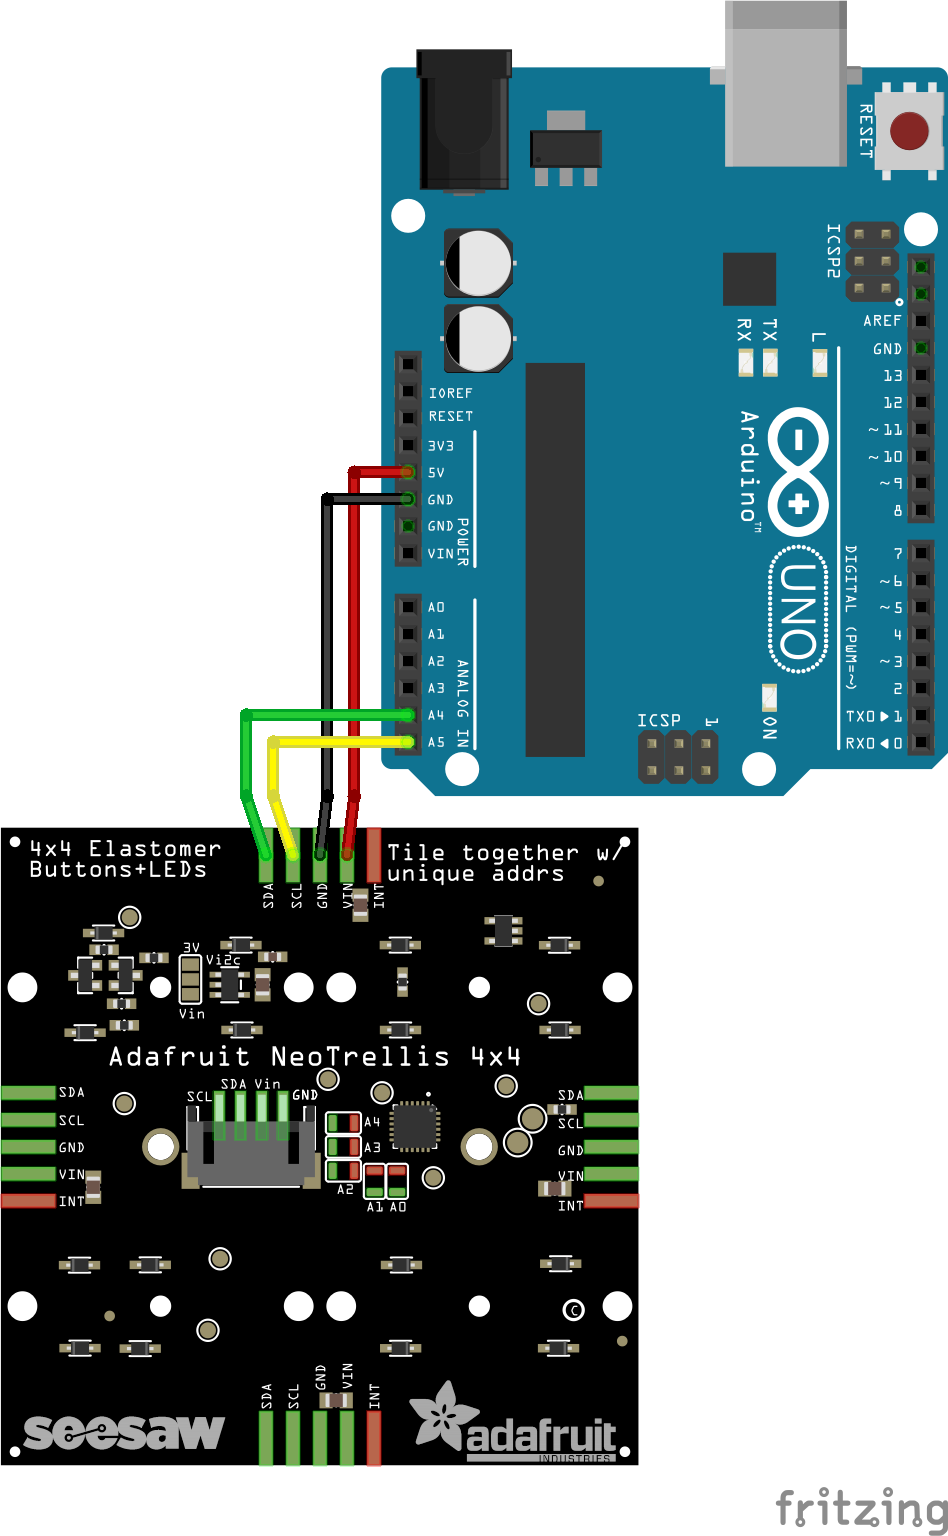 RESET
ICSP2
AREF
GND
13
12
~11
~10
~9
8
RX
TX
L
IOREF
RESET
3V3
5V
GND
GND
VIN
POWER
Arduino™
UNO
DIGITAL (PWM=~)
7
~6
~5
4
~3
2
TX0▶1
RX0◀0
A0
A1
A2
A3
A4
A5
ANALOG IN
ICSP
1
ON
4x4 Elastomer
Buttons+LEDs
Tile together w/
unique addrs
SDA
SCL
GND
VIN
INT
3V
Vi2c
Vin
Adafruit NeoTrellis 4x4
SDA
SCL
GND
VIN
INT
SCL
SDA
Vin
GND
A4
A3
A2
A1
A0
SDA
SCL
GND
VIN
INT
C
SDA
SCL
GND
VIN
INT
seesaw
adafruit
INDUSTRIES
fritzing